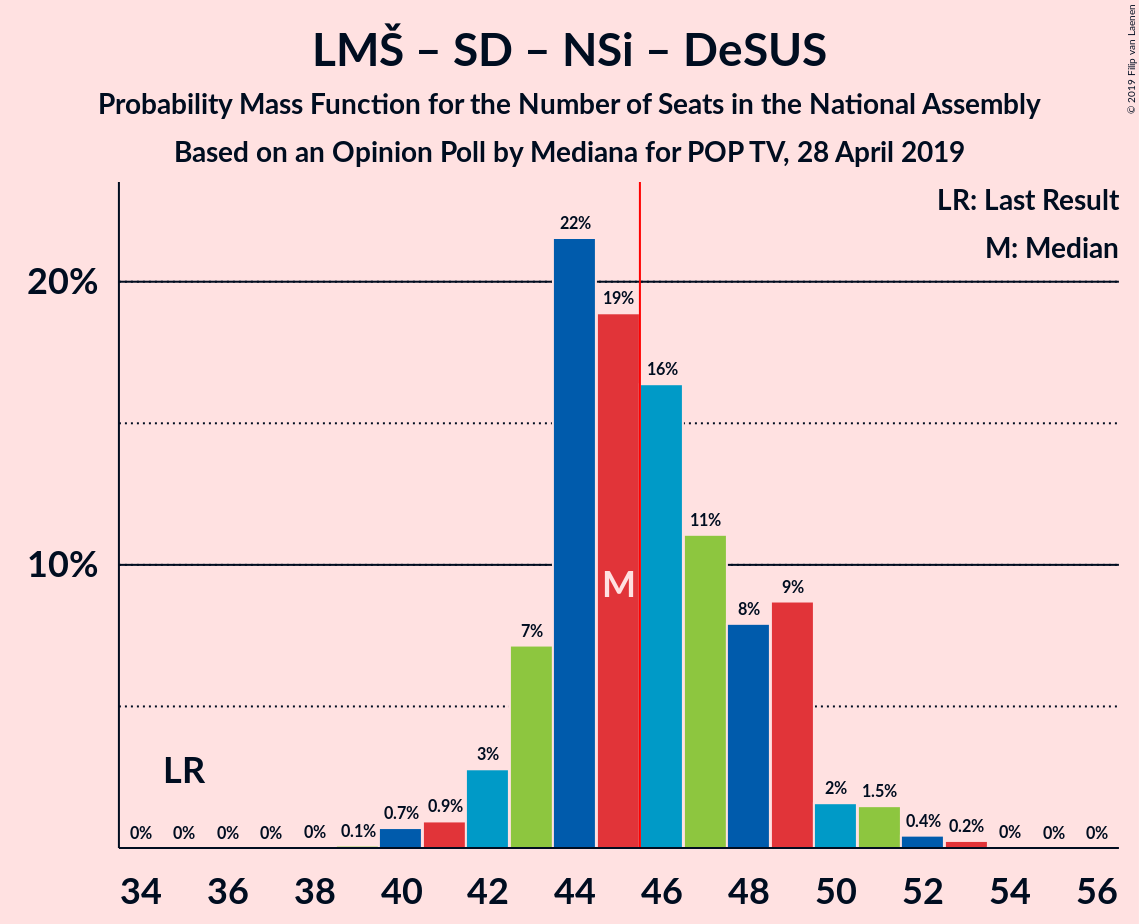 LMŠ – SD – NSi – DeSUS
Probability Mass Function for the Number of Seats in the National Assembly
Based on an Opinion Poll by Mediana for POP TV, 28 April 2019
© 2019 Filip van Laenen
LR: Last Result
M: Median
20%
10%
22%
19%
16%
11%
9%
8%
7%
3%
2%
1.5%
0.9%
0.7%
0.4%
0.2%
0.1%
0% 0% 0% 0% 0%
0% 0% 0%
LR
M
34 36 38 40 42 44 46 48 50 52 54 56